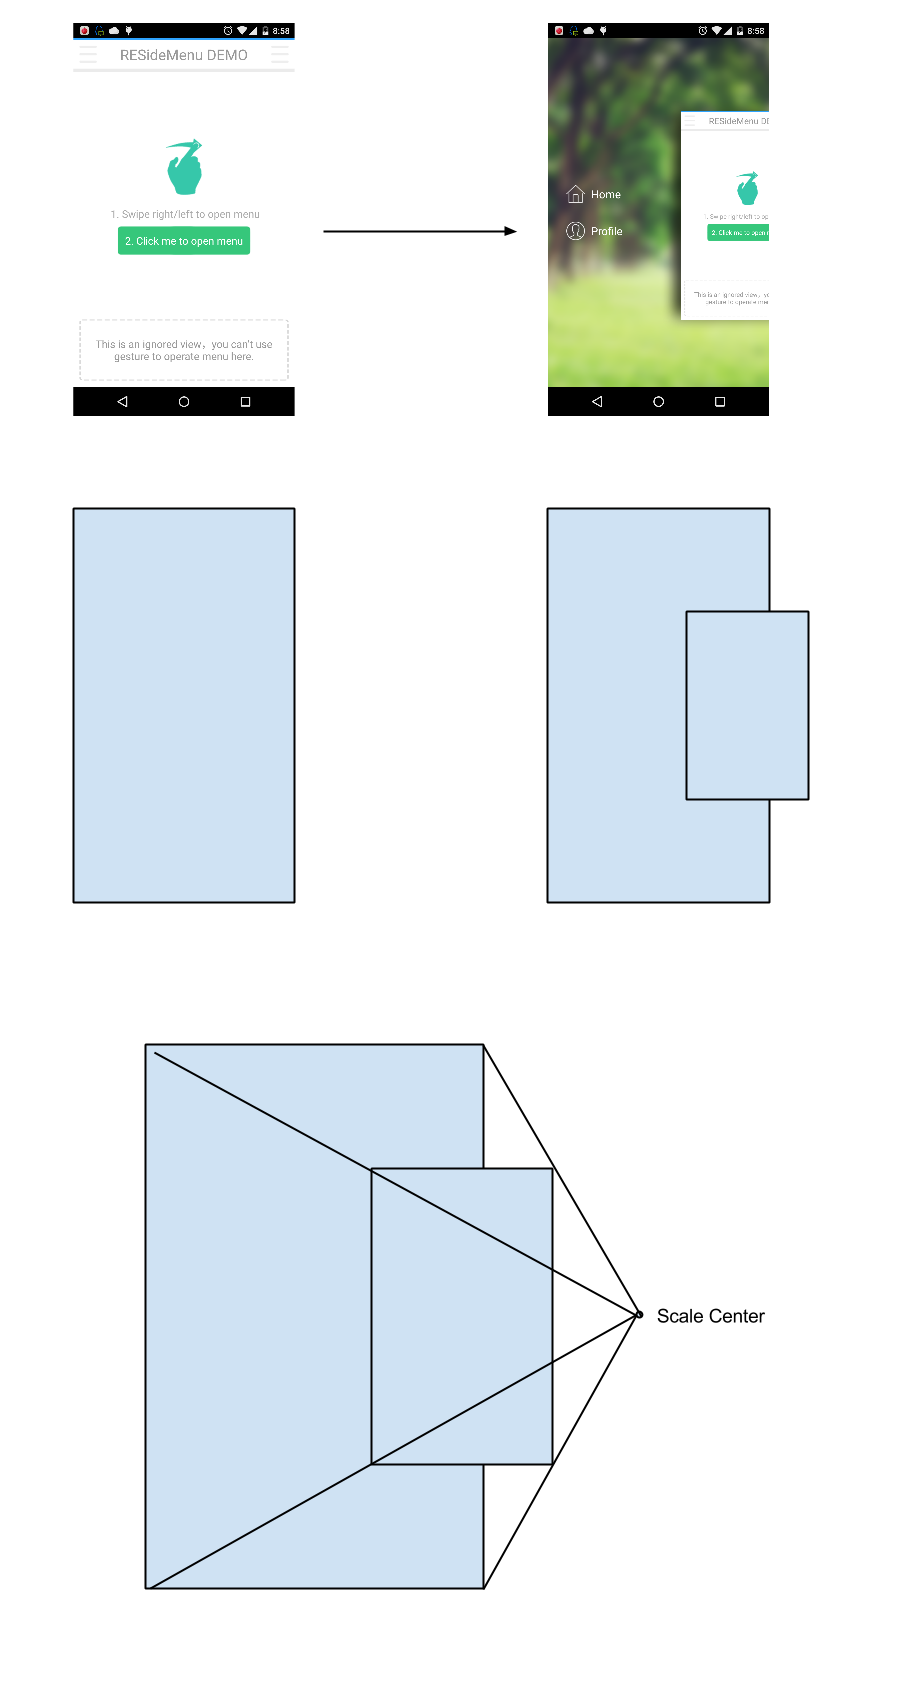 8:58
RESideMenu DEMO
1. Swipe right/left to open menu
2. Click me to open menu
This is an ignored view，you can't use
gesture to operate menu here.
8:58
RESideMenu DE
Home
Profile
1. Swipe right/left to op
2. Click me to open
This is an ignored view，yo
gesture to operate me
Scale Center